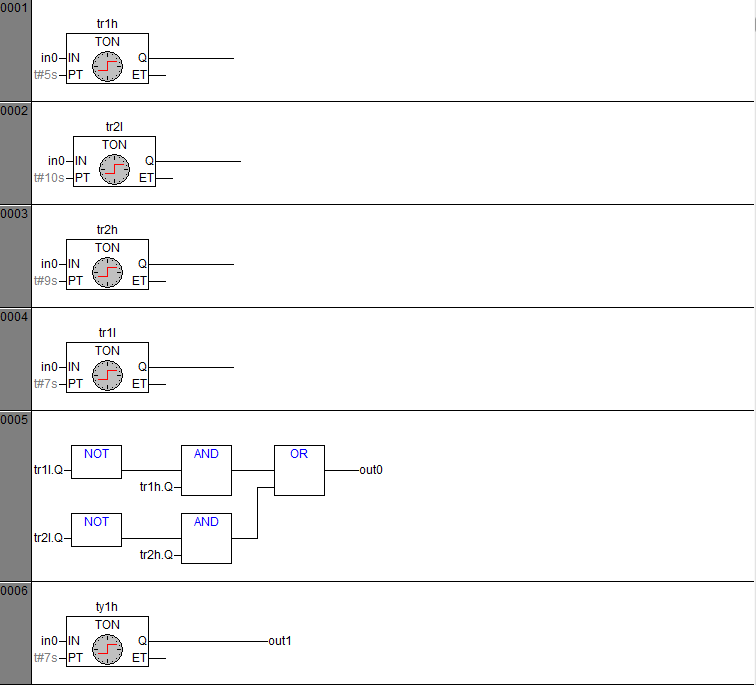 0001
tr1h
TON
in0 IN Q
t#5s PT ET
0002
tr2l
TON
in0 IN Q
t#10s PT ET
0003
tr2h
TON
in0 IN Q
t#9s PT ET
0004
tr1l
TON
in0 IN Q
t#7s PT ET
0005
NOT AND OR
tr1l.Q out0
tr1h.Q
NOT AND
tr2l.Q
tr2h.Q
0006
ty1h
TON
in0 IN Q out1
t#7s PT ET